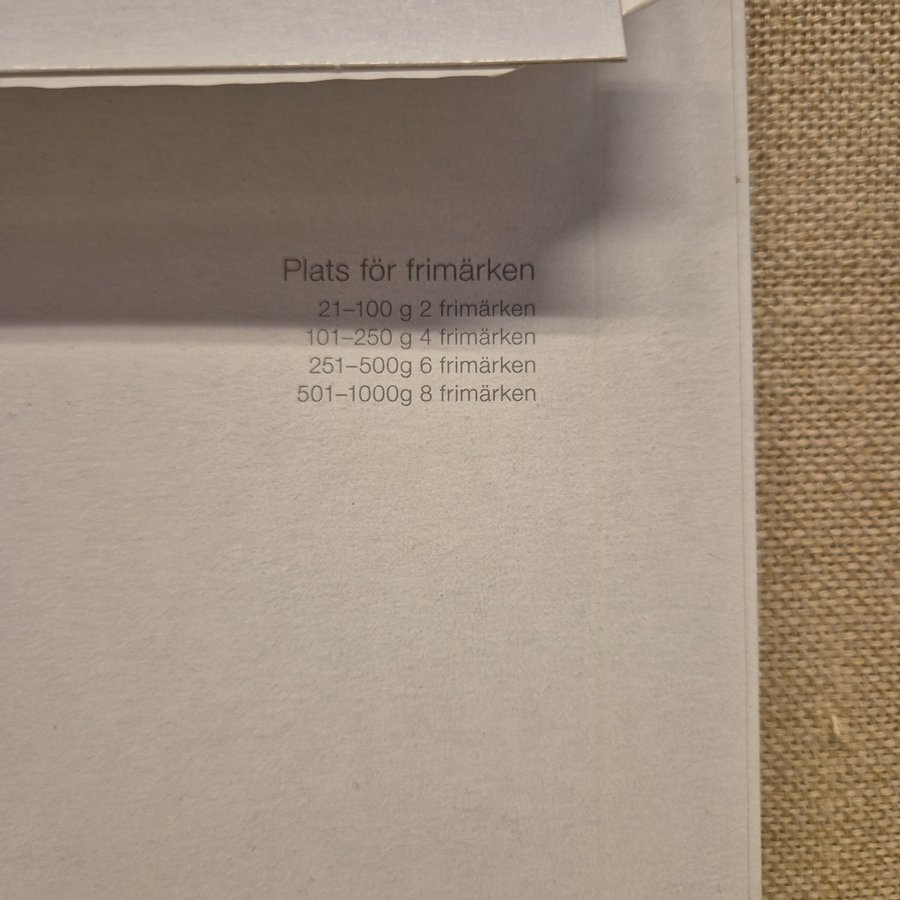 Plats för frimärken
21–100 g 2 frimärken
101–250 g 4 frimärken
251–500g 6 frimärken
501–1000g 8 frimärken